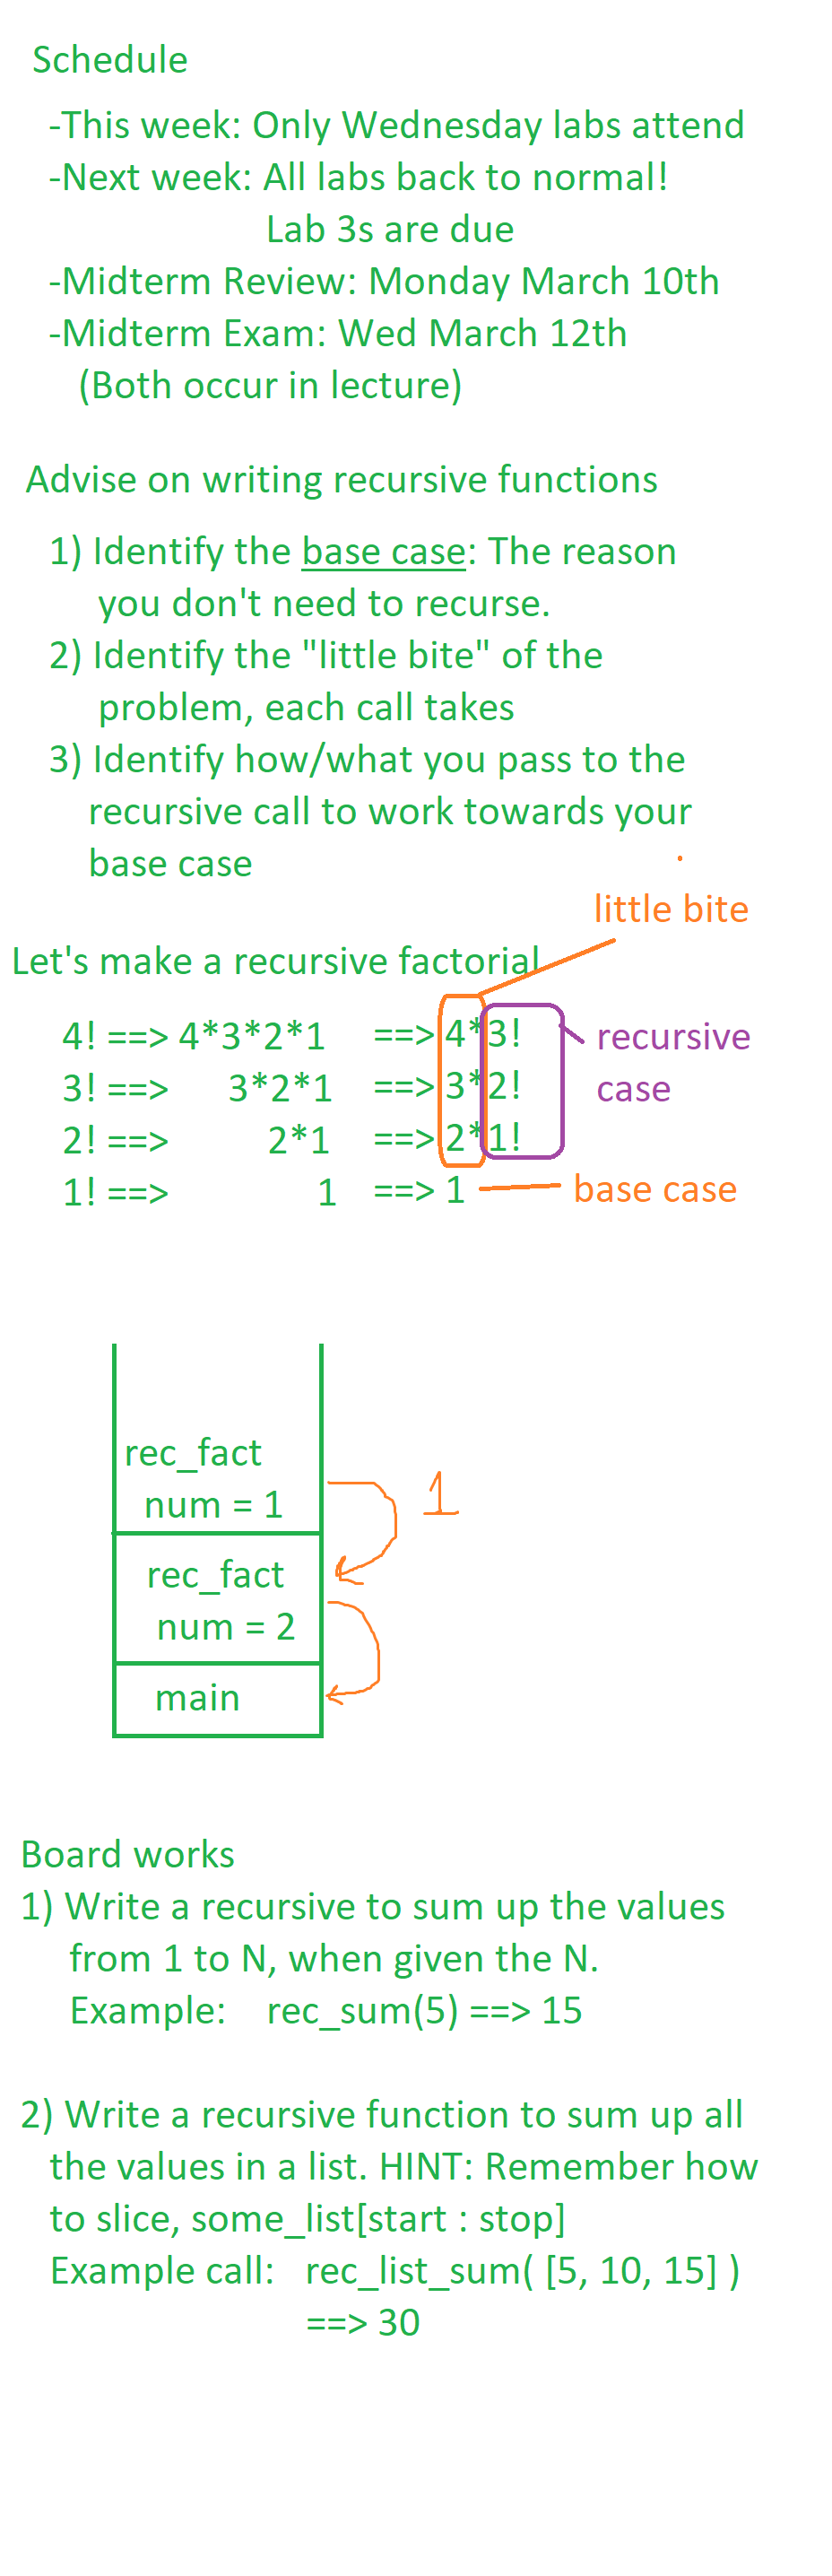 Schedule
-This week: Only Wednesday labs attend
-Next week: All labs back to normal!
Lab 3s are due
-Midterm Review: Monday March 10th
-Midterm Exam: Wed March 12th
(Both occur in lecture)
Advise on writing recursive functions
1) Identify the base case: The reason
you don't need to recurse.
2) Identify the "little bite" of the
problem, each call takes
3) Identify how/what you pass to the
recursive call to work towards your
base case
little bite
Let's make a recursive factorial
4! ==> 4*3*2*1 ==> 4*3! recursive
3! ==> 3*2*1 ==> 3*2! case
2! ==> 2*1 ==> 2*1!
1! ==> 1 ==> 1 base case
rec_fact
num = 1
1
rec_fact
num = 2
main
Board works
1) Write a recursive to sum up the values
from 1 to N, when given the N.
Example: rec_sum(5) ==> 15
2) Write a recursive function to sum up all
the values in a list. HINT: Remember how
to slice, some_list[start : stop]
Example call: rec_list_sum( [5, 10, 15] )
==> 30